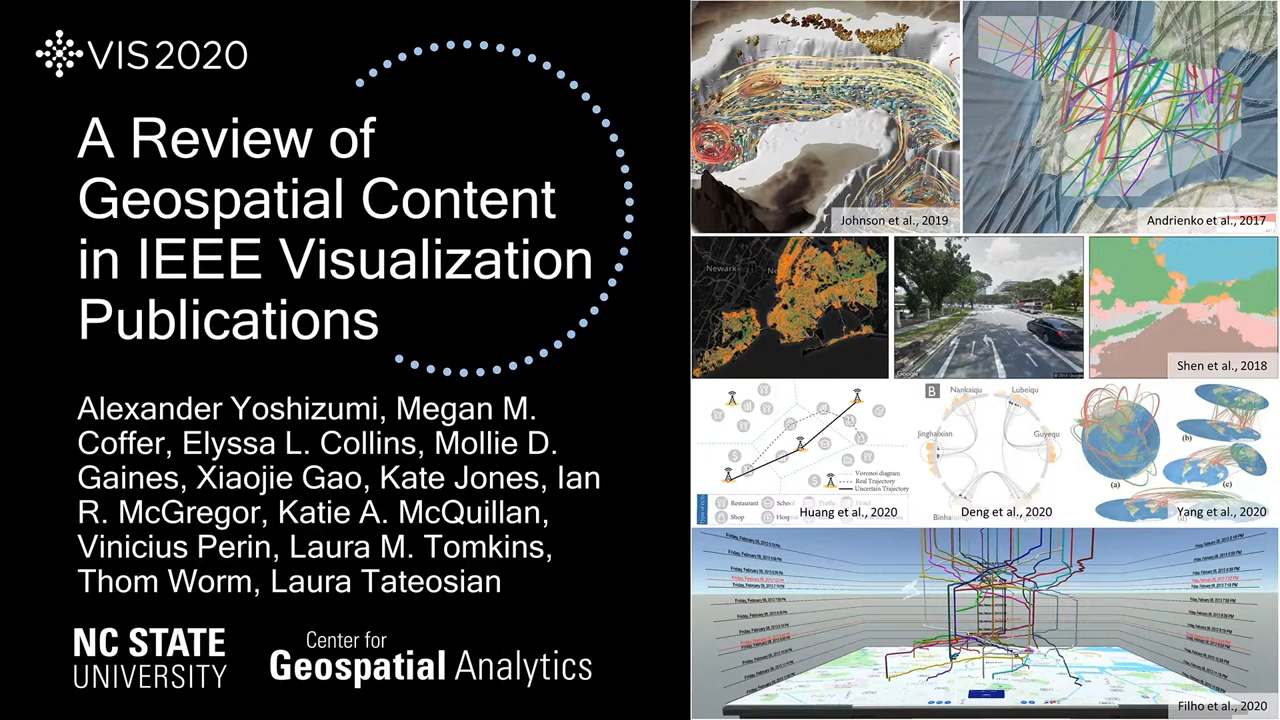 VIS2020
A Review of
Geospatial Content
in IEEE Visualization
Publications
Alexander Yoshizumi, Megan M.
Coffer, Elyssa L. Collins, Mollie D.
Gaines, Xiaojie Gao, Kate Jones, Ian
R. McGregor, Katie A. McQuillan,
Vinicius Perin, Laura M. Tomkins,
Thom Worm, Laura Tateosian
NC STATE
UNIVERSITY
Center for
Geospatial Analytics
Johnson et al., 2019
Andrienko et al., 2017
Newark
Google
Shen et al., 2018
Voronoi diagram
Real Trajectory
Uncertain Trajectory
Restaurant
Shop
Huang et al., 2020
B
Nankaiqu
Lubeiqu
Jinghaixian
Guyequ
Deng et al., 2020
(a)
(b)
(c)
(d)
Yang et al., 2020
Filho et al., 2020